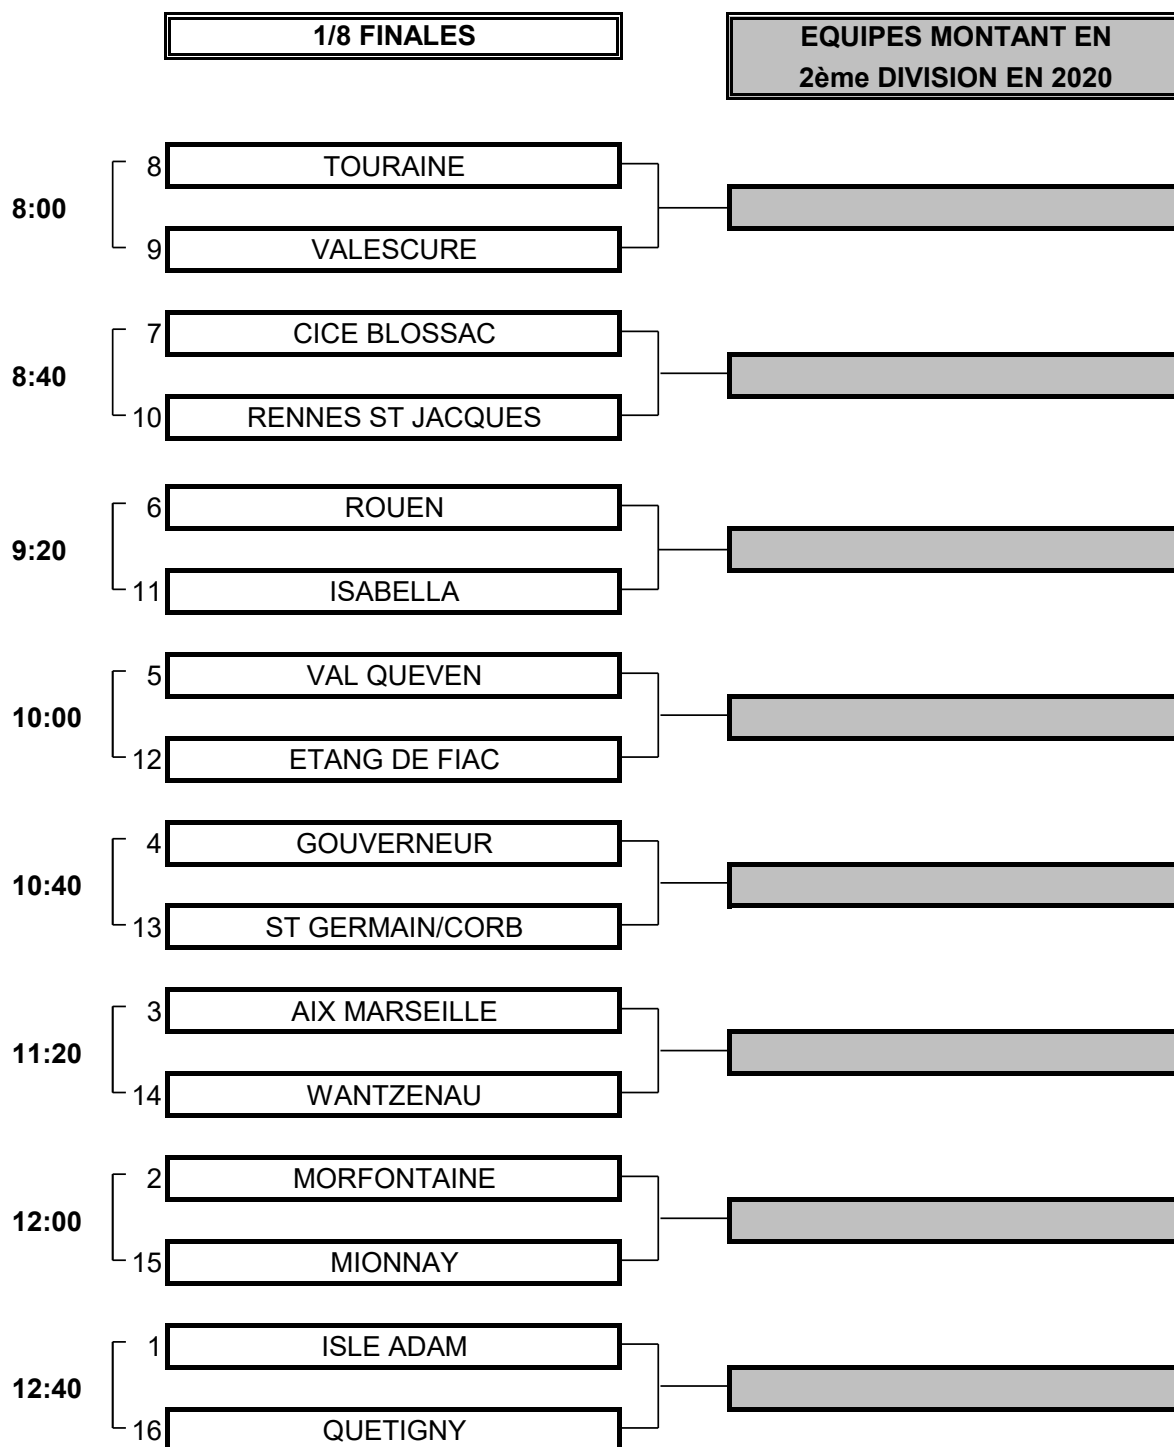 1/8 FINALES
EQUIPES MONTANT EN
2ème DIVISION EN 2020
8 TOURAINE
8:00
9 VALESCURE
7 CICE BLOSSAC
8:40
10 RENNES ST JACQUES
6 ROUEN
9:20
11 ISABELLA
5 VAL QUEVEN
10:00
12 ETANG DE FIAC
4 GOUVERNEUR
10:40
13 ST GERMAIN/CORB
3 AIX MARSEILLE
11:20
14 WANTZENAU
2 MORFONTAINE
12:00
15 MIONNAY
1 ISLE ADAM
12:40
16 QUETIGNY